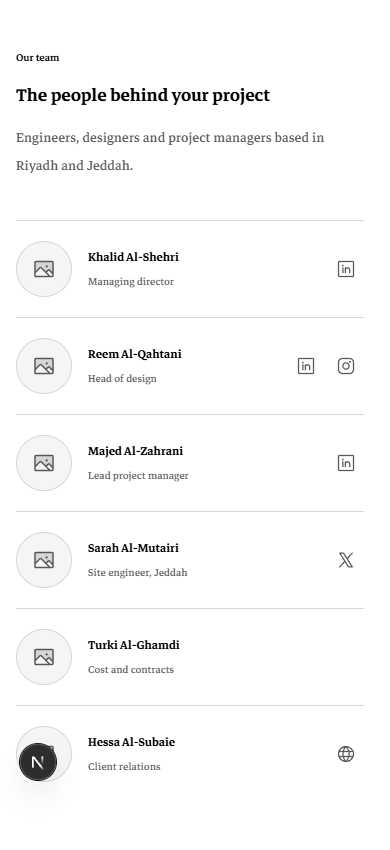 Our team
The people behind your project
Engineers, designers and project managers based in
Riyadh and Jeddah.
Khalid Al-Shehri
Managing director
Reem Al-Qahtani
Head of design
Majed Al-Zahrani
Lead project manager
Sarah Al-Mutairi
Site engineer, Jeddah
Turki Al-Ghamdi
Cost and contracts
Hessa Al-Subaie
Client relations